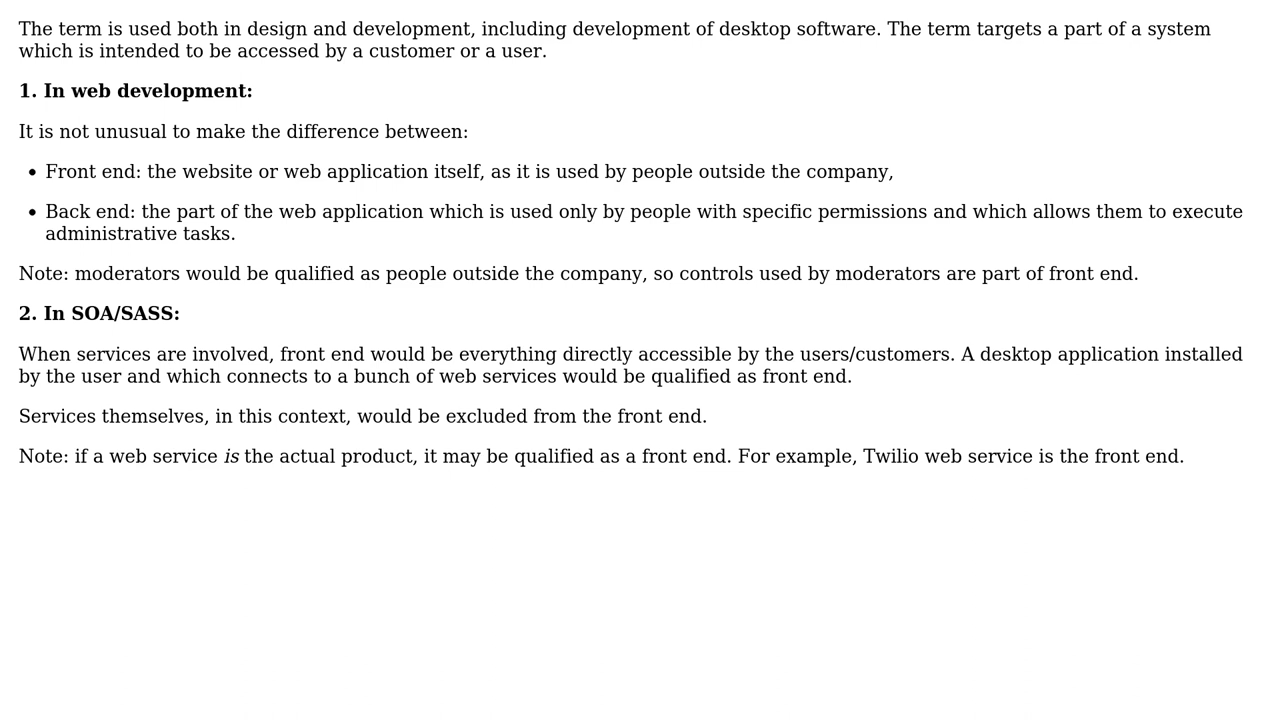 The term is used both in design and development, including development of desktop software. The term targets a part of a system
which is intended to be accessed by a customer or a user.
1. In web development:
It is not unusual to make the difference between:
• Front end: the website or web application itself, as it is used by people outside the company,
• Back end: the part of the web application which is used only by people with specific permissions and which allows them to execute
administrative tasks.
Note: moderators would be qualified as people outside the company, so controls used by moderators are part of front end.
2. In SOA/SASS:
When services are involved, front end would be everything directly accessible by the users/customers. A desktop application installed
by the user and which connects to a bunch of web services would be qualified as front end.
Services themselves, in this context, would be excluded from the front end.
Note: if a web service is the actual product, it may be qualified as a front end. For example, Twilio web service is the front end.